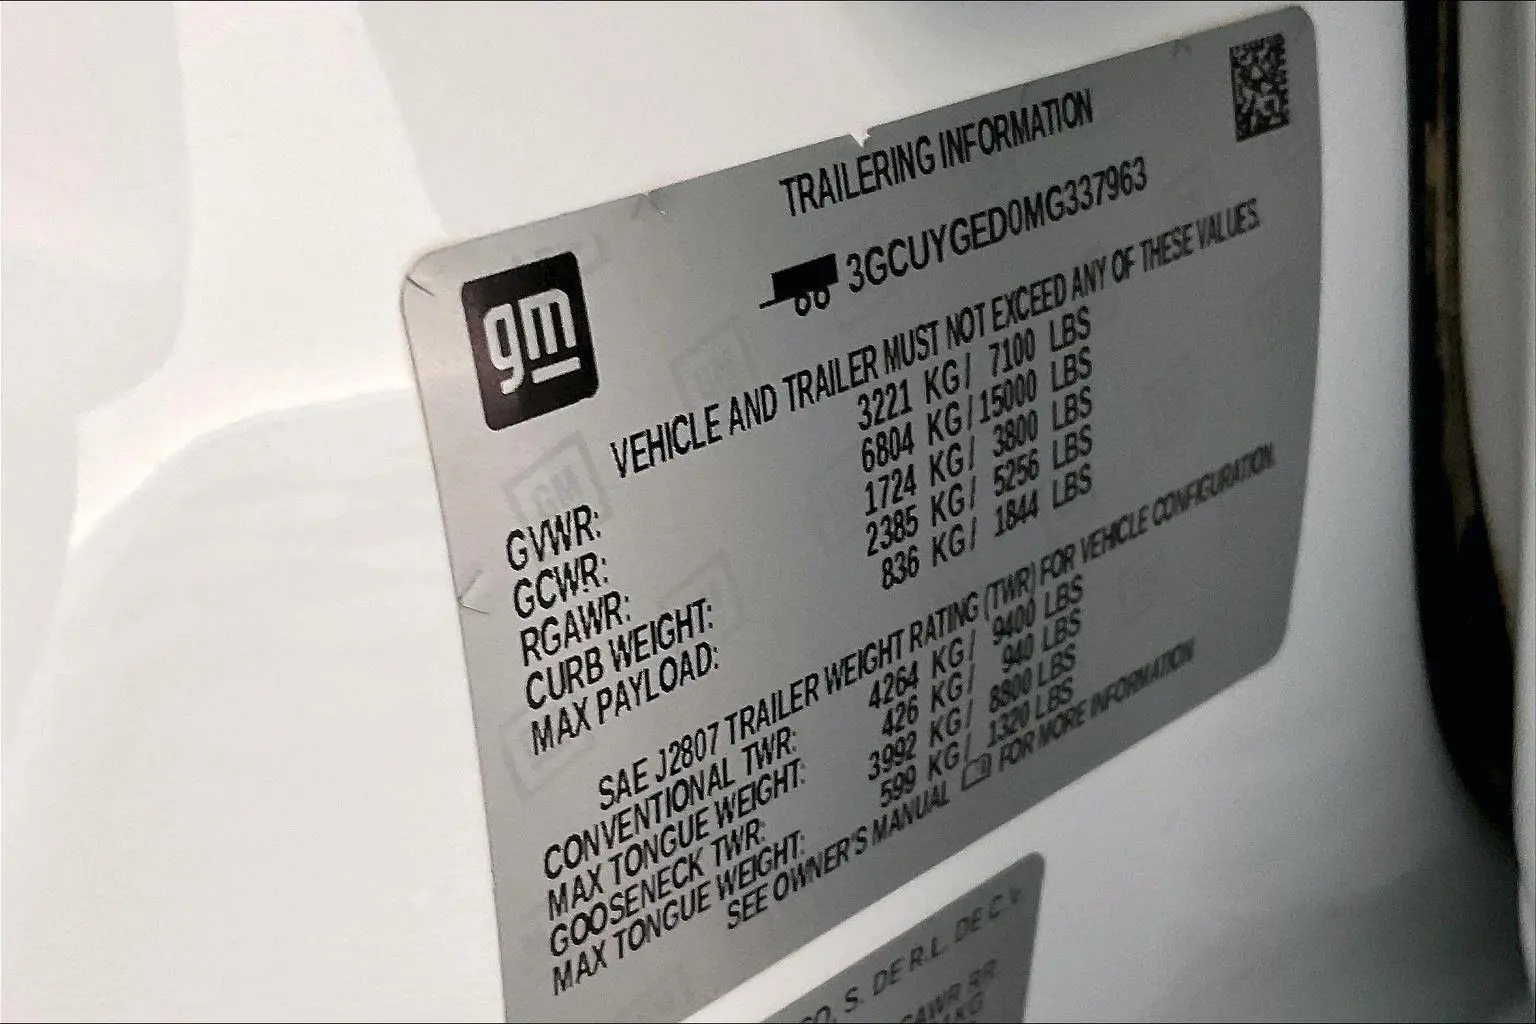 TRAILERING INFORMATION
3GCUYGED0MG337963
gm
VEHICLE AND TRAILER MUST NOT EXCEED ANY OF THESE VALUES.
GVWR: 3221 KG/ 7100 LBS
GCWR: 6804 KG/15000 LBS
RGAWR: 1724 KG/ 3800 LBS
CURB WEIGHT: 2385 KG/ 5256 LBS
MAX PAYLOAD: 836 KG/ 1844 LBS
SAE J2807 TRAILER WEIGHT RATING (TWR) FOR VEHICLE CONFIGURATION.
CONVENTIONAL TWR: 4264 KG/ 9400 LBS
MAX TONGUE WEIGHT: 426 KG/ 940 LBS
GOOSENECK TWR: 3992 KG/ 8800 LBS
MAX TONGUE WEIGHT: 599 KG/ 1320 LBS
SEE OWNER'S MANUAL FOR MORE INFORMATION
S. DE R.L. DE C.V.
GAWR RR